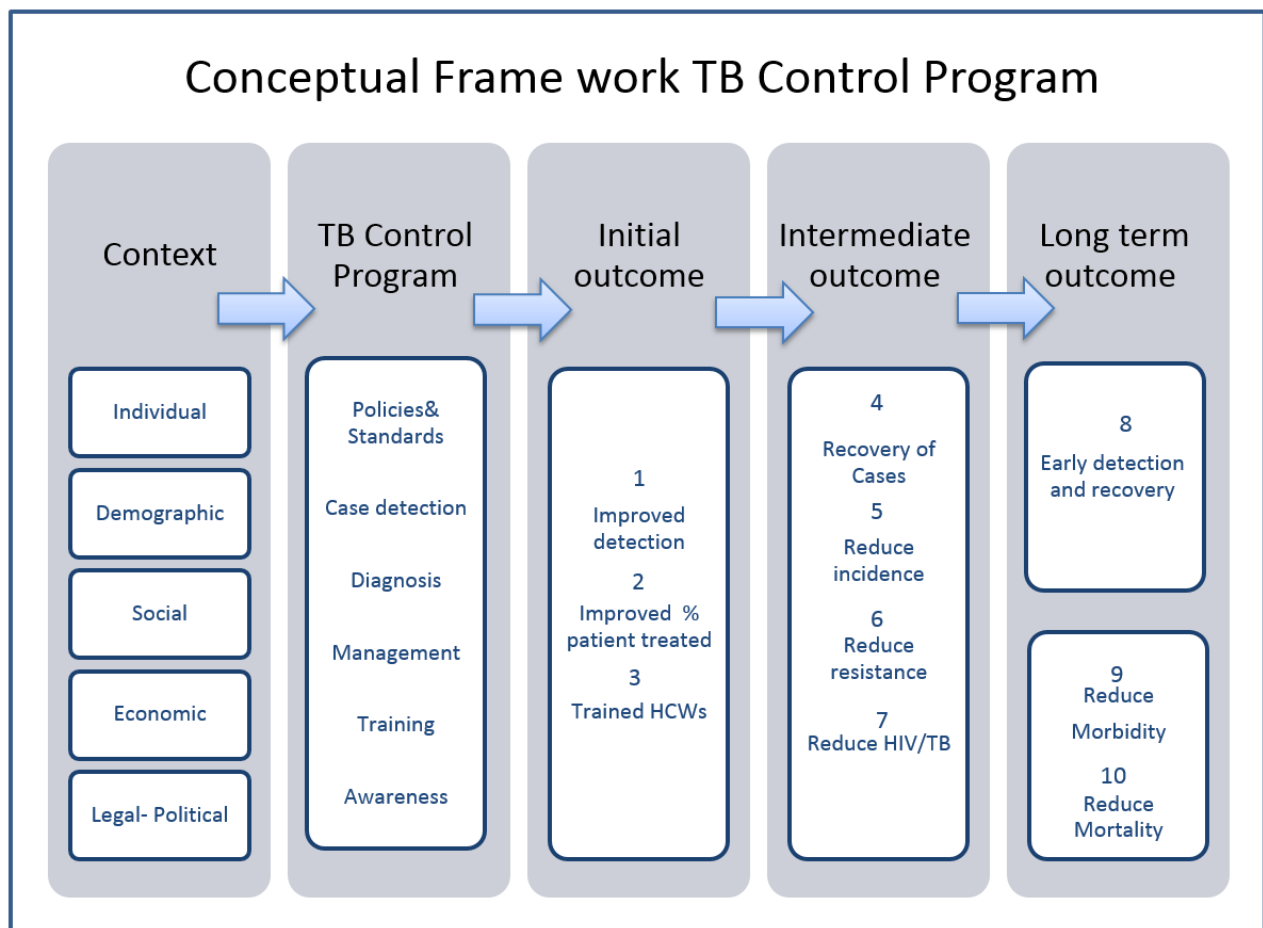 Conceptual Frame work TB Control Program
Context
Individual
Demographic
Social
Economic
Legal- Political
TB Control
Program
Policies&
Standards
Case detection
Diagnosis
Management
Training
Awareness
Initial
outcome
1
Improved
detection
2
Improved %
patient treated
3
Trained HCWs
Intermediate
outcome
4
Recovery of
Cases
5
Reduce
incidence
6
Reduce
resistance
7
Reduce HIV/TB
Long term
outcome
8
Early detection
and recovery
9
Reduce
Morbidity
10
Reduce
Mortality